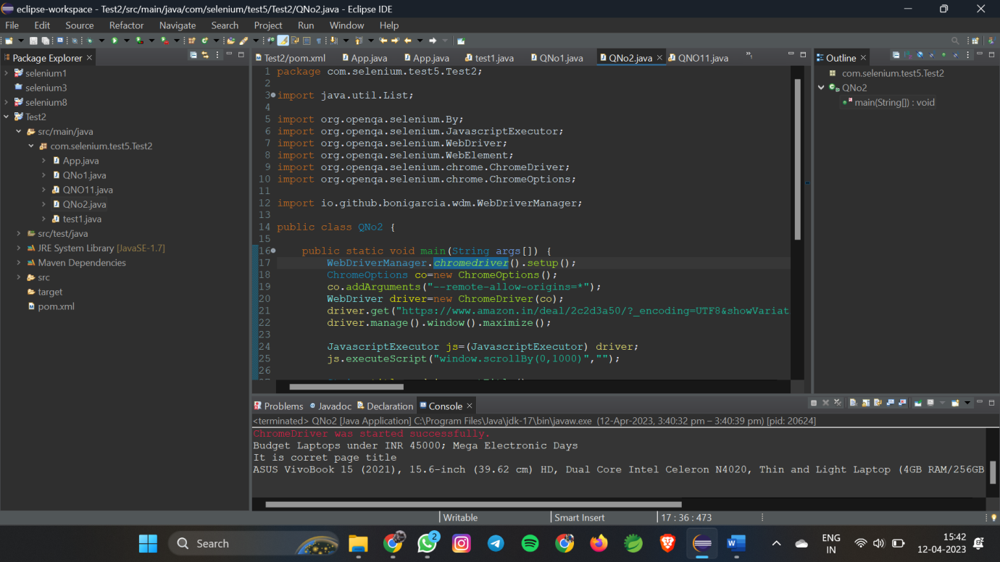 eclipse-workspace - Test2/src/main/java/com/selenium/test5/Test2/QNo2.java - Eclipse IDE
File Edit Source Refactor Navigate Search Project Run Window Help
Package Explorer
selenium1
selenium3
selenium8
Test2
src/main/java
com.selenium.test5.Test2
App.java
QNo1.java
QNO11.java
QNo2.java
test1.java
src/test/java
JRE System Library [JavaSE-1.7]
Maven Dependencies
src
target
pom.xml
Test2/pom.xml App.java App.java test1.java QNo1.java QNo2.java QNO11.java
1 package com.selenium.test5.Test2;
2
3 import java.util.List;
4
5 import org.openqa.selenium.By;
6 import org.openqa.selenium.JavascriptExecutor;
7 import org.openqa.selenium.WebDriver;
8 import org.openqa.selenium.WebElement;
9 import org.openqa.selenium.chrome.ChromeDriver;
10 import org.openqa.selenium.chrome.ChromeOptions;
11
12 import io.github.bonigarcia.wdm.WebDriverManager;
13
14 public class QNo2 {
15
16 public static void main(String args[]) {
17 WebDriverManager.chromedriver().setup();
18 ChromeOptions co=new ChromeOptions();
19 co.addArguments("--remote-allow-origins=*");
20 WebDriver driver=new ChromeDriver(co);
21 driver.get("https://www.amazon.in/deal/2c2d3a50/?_encoding=UTF8&showVariat
22 driver.manage().window().maximize();
23
24 JavascriptExecutor js=(JavascriptExecutor) driver;
25 js.executeScript("window.scrollBy(0,1000)","");
26
Outline
com.selenium.test5.Test2
QNo2
main(String[]) : void
Problems Javadoc Declaration Console
<terminated> QNo2 [Java Application] C:\Program Files\Java\jdk-17\bin\javaw.exe (12-Apr-2023, 3:40:32 pm – 3:40:39 pm) [pid: 20624]
ChromeDriver was started successfully.
Budget Laptops under INR 45000; Mega Electronic Days
It is corret page title
ASUS VivoBook 15 (2021), 15.6-inch (39.62 cm) HD, Dual Core Intel Celeron N4020, Thin and Light Laptop (4GB RAM/256GB
Writable Smart Insert 17 : 36 : 473
Search
2
ENG
IN
15:42
12-04-2023